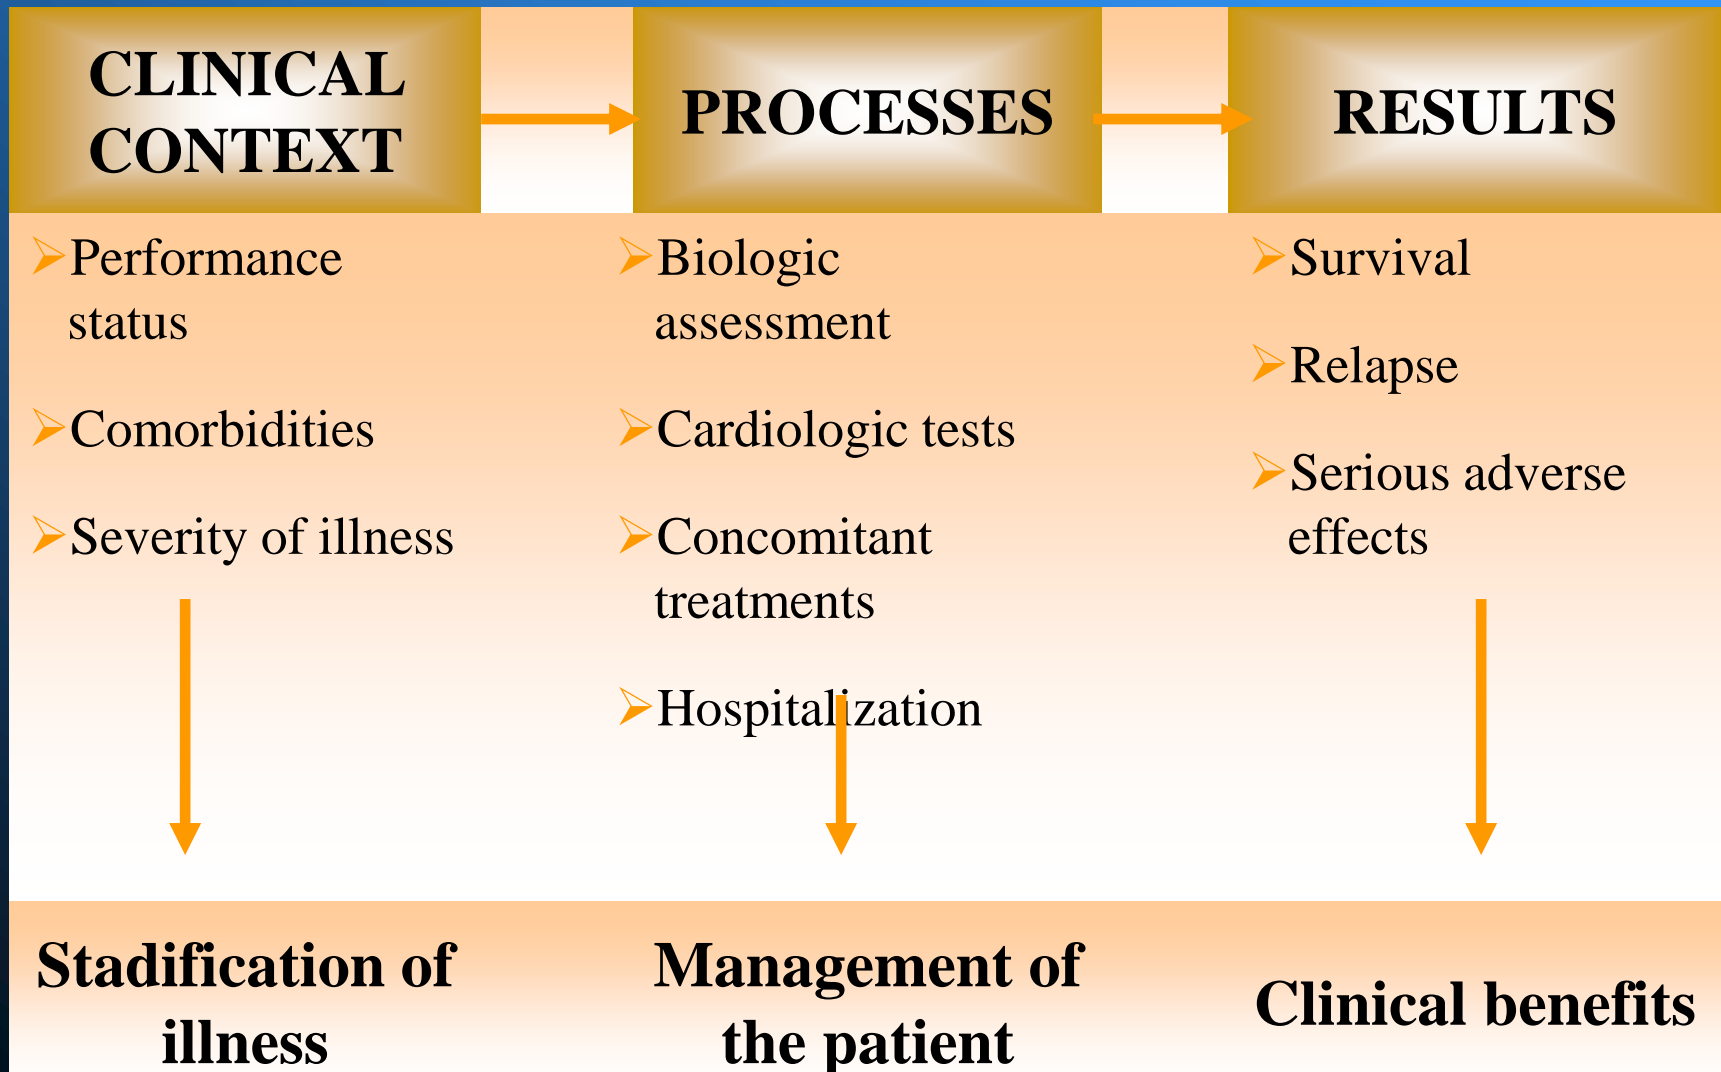 CLINICAL
CONTEXT
PROCESSES
RESULTS
Performance
status
Comorbidities
Severity of illness
Biologic
assessment
Cardiologic tests
Concomitant
treatments
Hospitalization
Survival
Relapse
Serious adverse
effects
Stadification of
illness
Management of
the patient
Clinical benefits